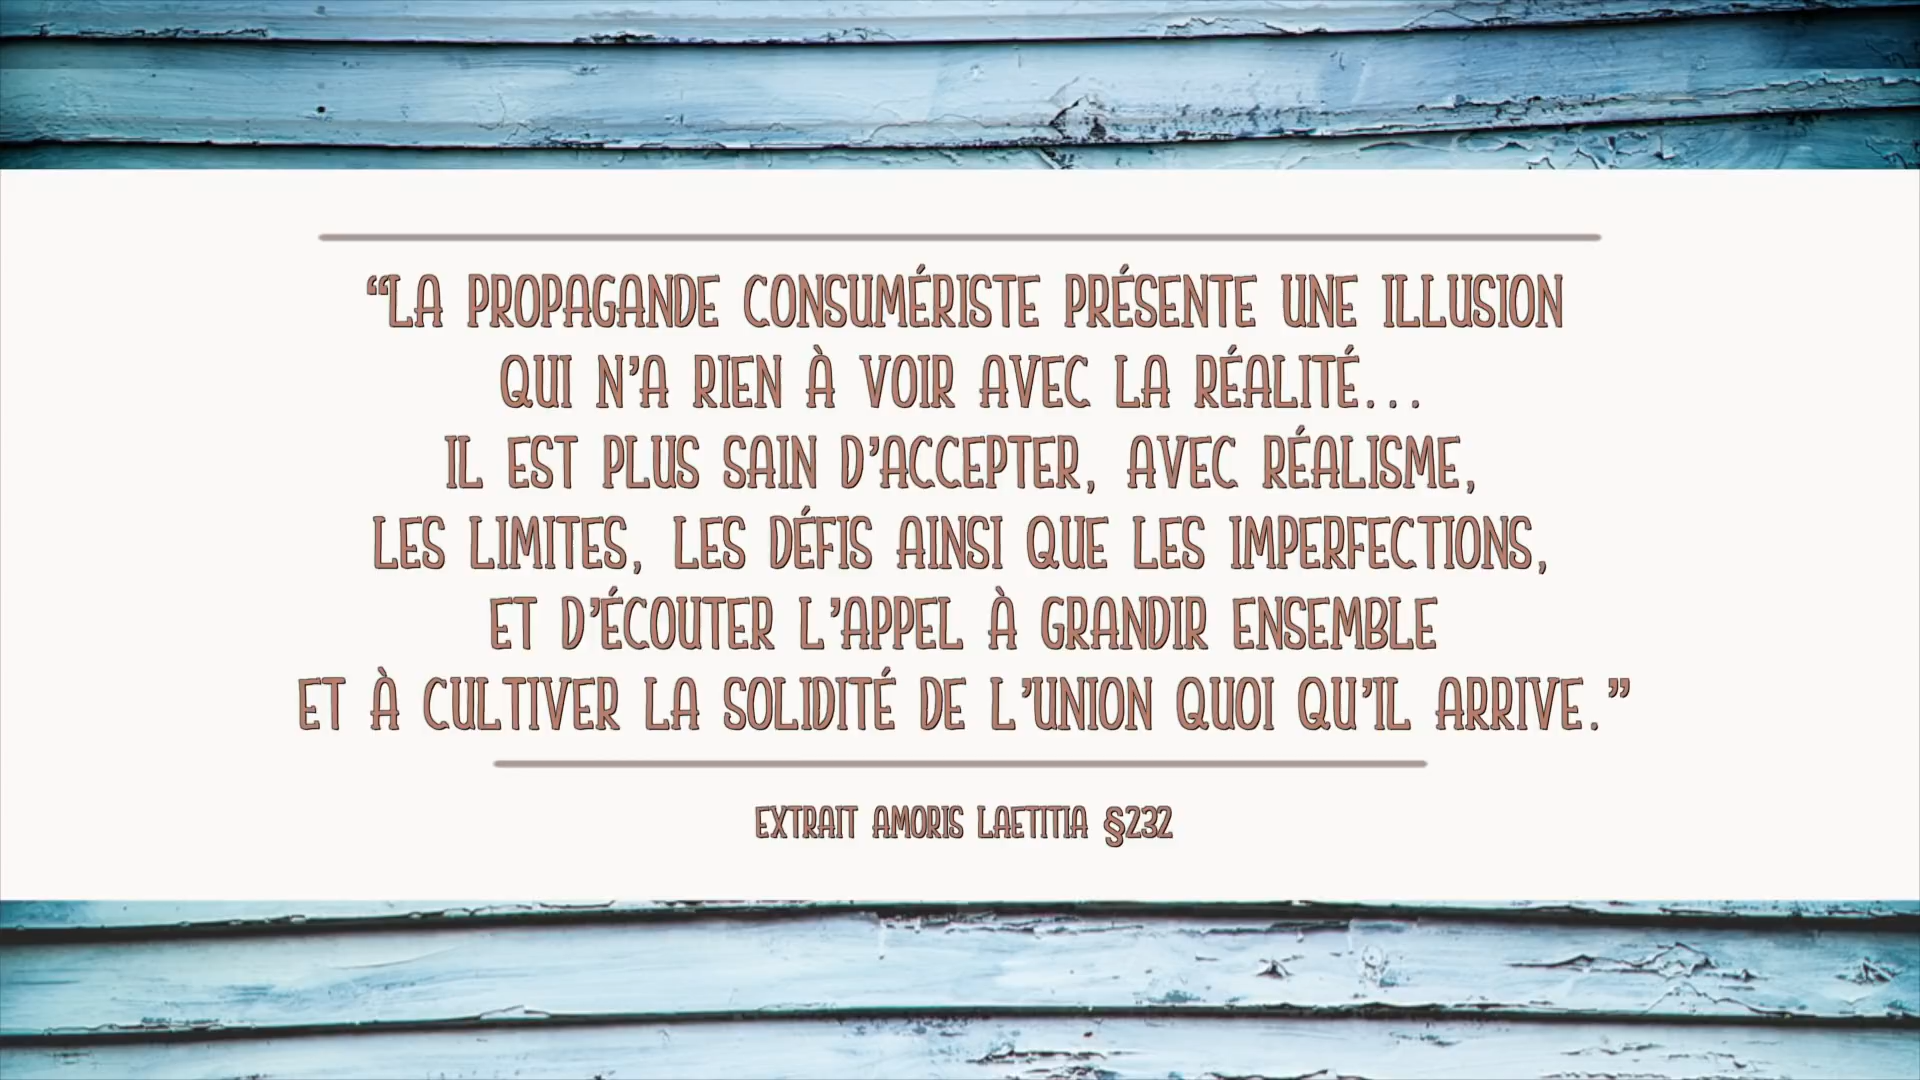 “LA PROPAGANDE CONSUMÉRISTE PRÉSENTE UNE ILLUSION
QUI N’A RIEN À VOIR AVEC LA RÉALITÉ...
IL EST PLUS SAIN D’ACCEPTER, AVEC RÉALISME,
LES LIMITES, LES DÉFIS AINSI QUE LES IMPERFECTIONS,
ET D’ÉCOUTER L’APPEL À GRANDIR ENSEMBLE
ET À CULTIVER LA SOLIDITÉ DE L’UNION QUOI QU’IL ARRIVE.”
EXTRAIT AMORIS LAETITIA §232